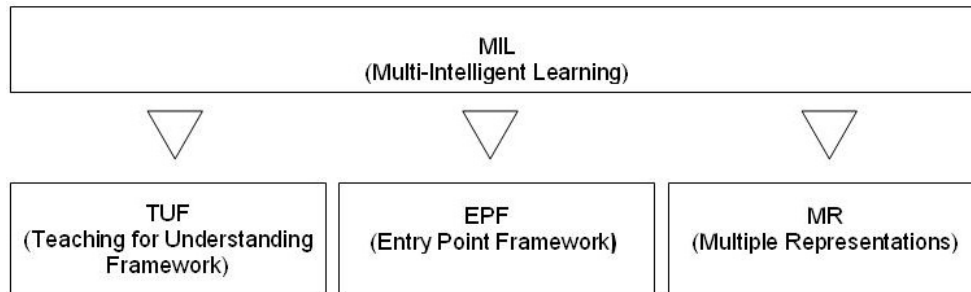 MIL
(Multi-Intelligent Learning)
TUF
(Teaching for Understanding
Framework)
EPF
(Entry Point Framework)
MR
(Multiple Representations)